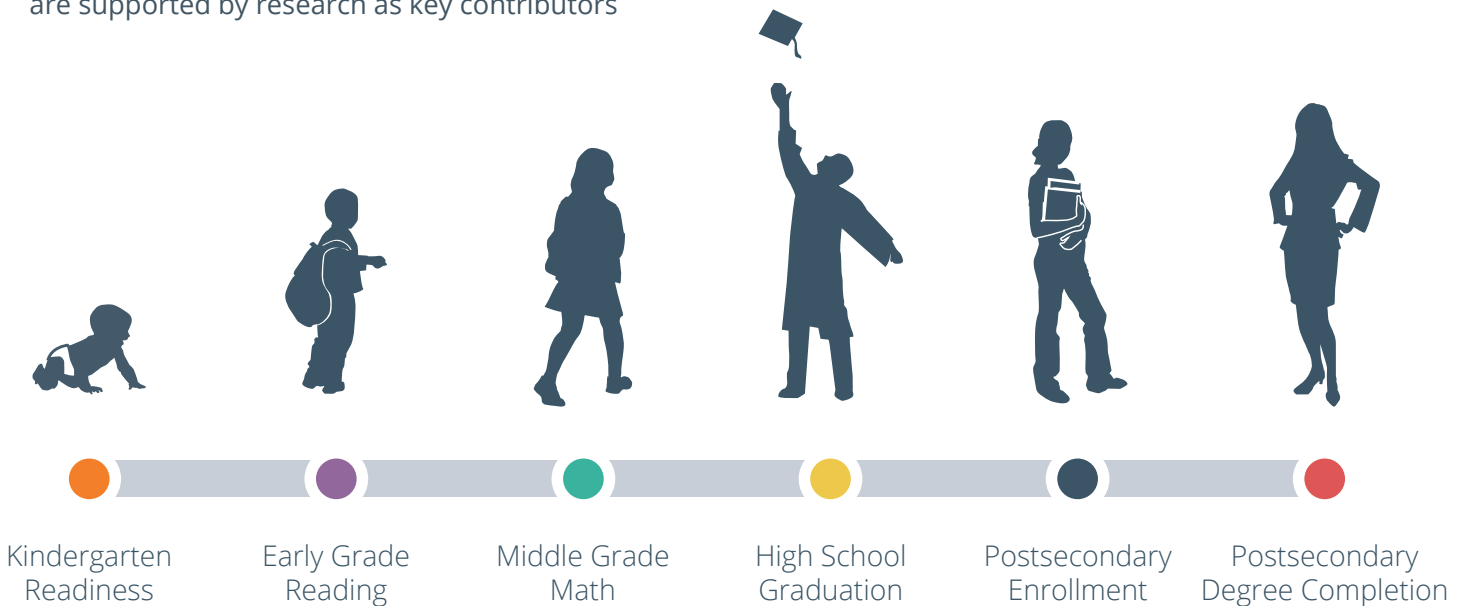 are supported by research as key contributors
Kindergarten
Readiness
Early Grade
Reading
Middle Grade
Math
High School
Graduation
Postsecondary
Enrollment
Postsecondary
Degree Completion